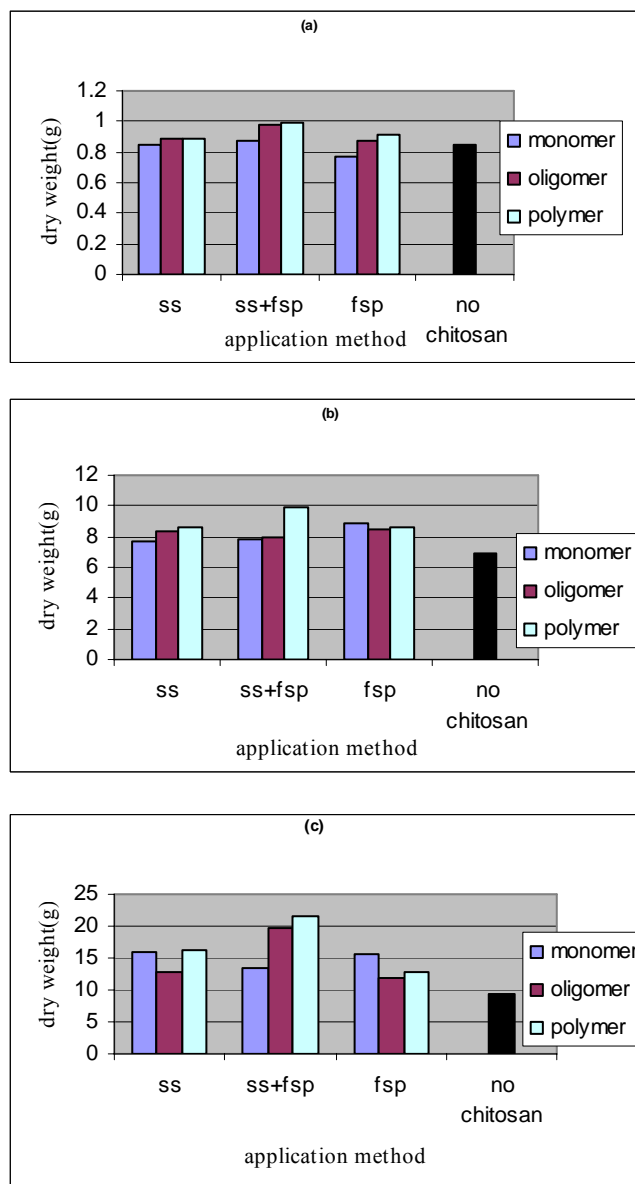 (a)
1.2
1
0.8
0.6
0.4
0.2
0
dry weight(g)
ss ss+fsp fsp no
chitosan
application method
monomer
oligomer
polymer
(b)
12
10
8
6
4
2
0
dry weight(g)
ss ss+fsp fsp no
chitosan
application method
monomer
oligomer
polymer
(c)
25
20
15
10
5
0
dry weight(g)
ss ss+fsp fsp no
chitosan
application method
monomer
oligomer
polymer